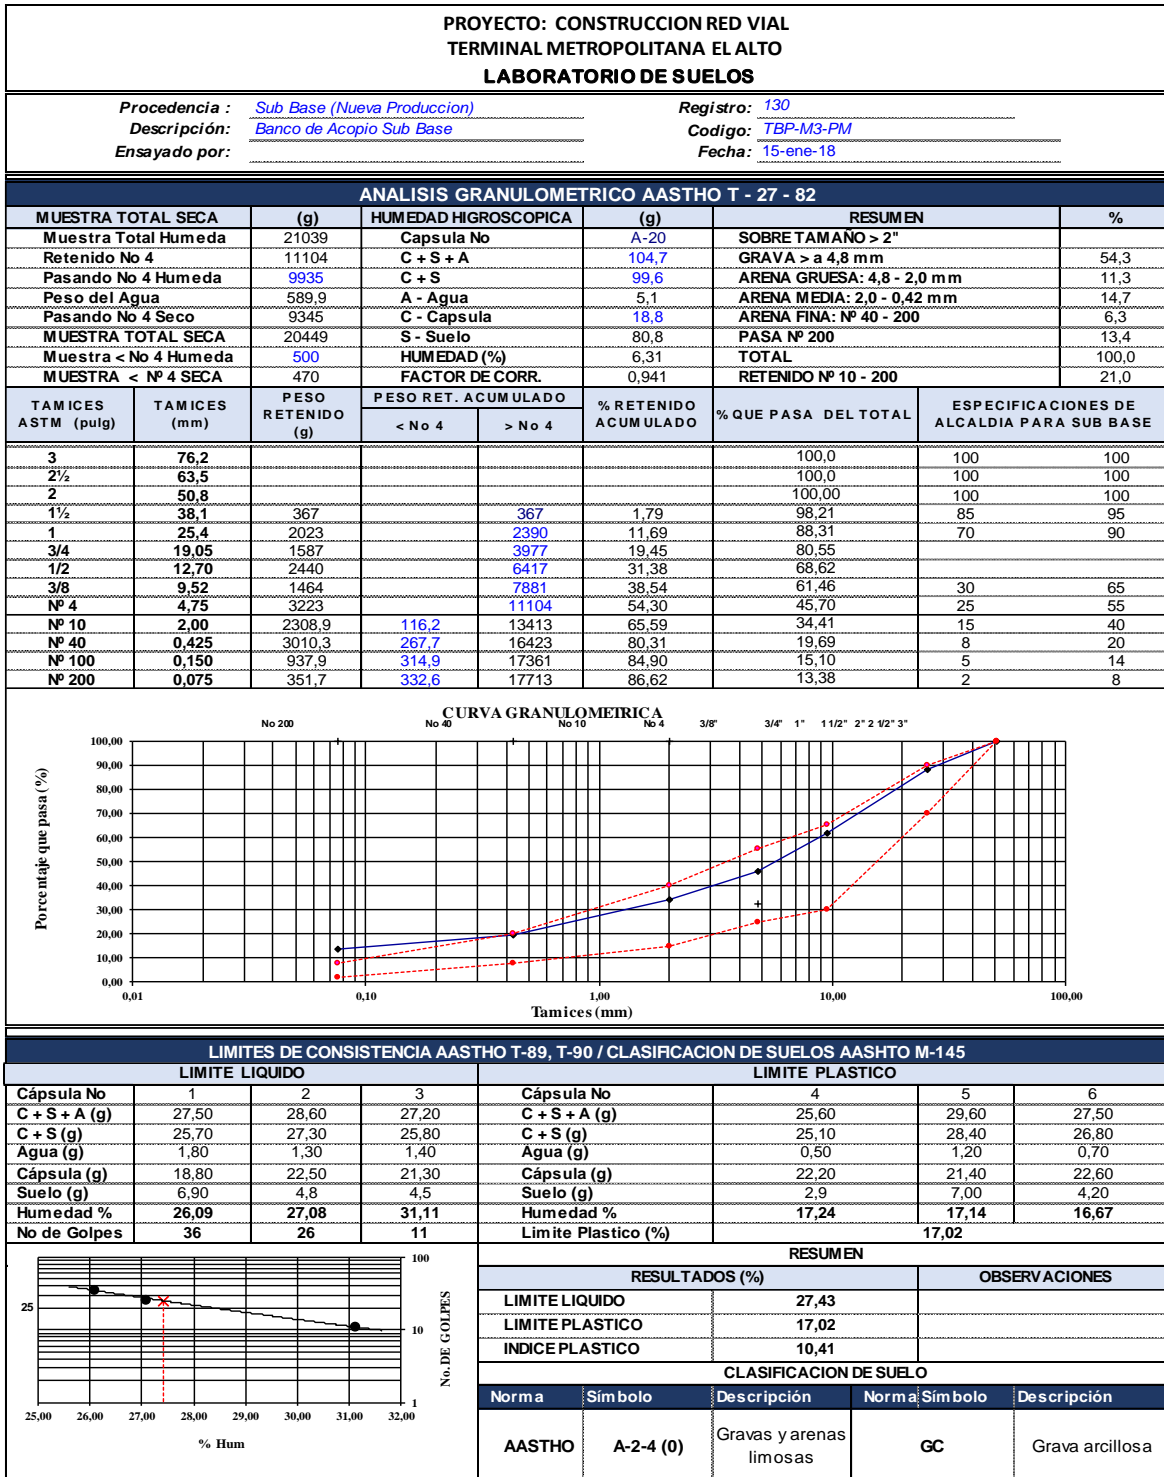 PROYECTO: CONSTRUCCION RED VIAL
TERMINAL METROPOLITANA EL ALTO
LABORATORIO DE SUELOS
Procedencia : Sub Base (Nueva Produccion) Registro: 130
Descripción: Banco de Acopio Sub Base Codigo: TBP-M3-PM
Ensayado por: Fecha: 15-ene-18
ANALISIS GRANULOMETRICO AASTHO T - 27 - 82
MUESTRA TOTAL SECA (g) HUMEDAD HIGROSCOPICA (g) RESUMEN %
Muestra Total Humeda 21039 Capsula No A-20 SOBRE TAMAÑO > 2"
Retenido No 4 11104 C + S + A 104,7 GRAVA > a 4,8 mm 54,3
Pasando No 4 Humeda 9935 C + S 99,6 ARENA GRUESA: 4,8 - 2,0 mm 11,3
Peso del Agua 589,9 A - Agua 5,1 ARENA MEDIA: 2,0 - 0,42 mm 14,7
Pasando No 4 Seco 9345 C - Capsula 18,8 ARENA FINA: Nº 40 - 200 6,3
MUESTRA TOTAL SECA 20449 S - Suelo 80,8 PASA Nº 200 13,4
Muestra < No 4 Humeda 500 HUMEDAD (%) 6,31 TOTAL 100,0
MUESTRA < Nº 4 SECA 470 FACTOR DE CORR. 0,941 RETENIDO Nº 10 - 200 21,0
TAMICES ASTM (pulg) TAMICES (mm) PESO RETENIDO (g) PESO RET. ACUMULADO < No 4 > No 4 % RETENIDO ACUMULADO % QUE PASA DEL TOTAL ESPECIFICACIONES DE ALCALDIA PARA SUB BASE
3 76,2 100,0 100 100
2½ 63,5 100,0 100 100
2 50,8 100,00 100 100
1½ 38,1 367 367 1,79 98,21 85 95
1 25,4 2023 2390 11,69 88,31 70 90
3/4 19,05 1587 3977 19,45 80,55
1/2 12,70 2440 6417 31,38 68,62
3/8 9,52 1464 7881 38,54 61,46 30 65
Nº 4 4,75 3223 11104 54,30 45,70 25 55
Nº 10 2,00 2308,9 116,2 13413 65,59 34,41 15 40
Nº 40 0,425 3010,3 267,7 16423 80,31 19,69 8 20
Nº 100 0,150 937,9 314,9 17361 84,90 15,10 5 14
Nº 200 0,075 351,7 332,6 17713 86,62 13,38 2 8
CURVA GRANULOMETRICA
No 200 No 40 No 10 No 4 3/8" 3/4" 1" 1 1/2" 2" 2 1/2" 3"
Porcentaje que pasa (%)
100,00
90,00
80,00
70,00
60,00
50,00
40,00
30,00
20,00
10,00
0,00
0,01 0,10 1,00 10,00 100,00
Tamices (mm)
LIMITES DE CONSISTENCIA AASTHO T-89, T-90 / CLASIFICACION DE SUELOS AASHTO M-145
LIMITE LIQUIDO LIMITE PLASTICO
Cápsula No 1 2 3 Cápsula No 4 5 6
C + S + A (g) 27,50 28,60 27,20 C + S + A (g) 25,60 29,60 27,50
C + S (g) 25,70 27,30 25,80 C + S (g) 25,10 28,40 26,80
Agua (g) 1,80 1,30 1,40 Agua (g) 0,50 1,20 0,70
Cápsula (g) 18,80 22,50 21,30 Cápsula (g) 22,20 21,40 22,60
Suelo (g) 6,90 4,8 4,5 Suelo (g) 2,9 7,00 4,20
Humedad % 26,09 27,08 31,11 Humedad % 17,24 17,14 16,67
No de Golpes 36 26 11 Limite Plastico (%) 17,02
100
25
10
1
No. DE GOLPES
25,00 26,00 27,00 28,00 29,00 30,00 31,00 32,00
% Hum
RESUMEN
RESULTADOS (%) OBSERVACIONES
LIMITE LIQUIDO 27,43
LIMITE PLASTICO 17,02
INDICE PLASTICO 10,41
CLASIFICACION DE SUELO
Norma Símbolo Descripción Norma Símbolo Descripción
AASTHO A-2-4 (0) Gravas y arenas limosas GC Grava arcillosa